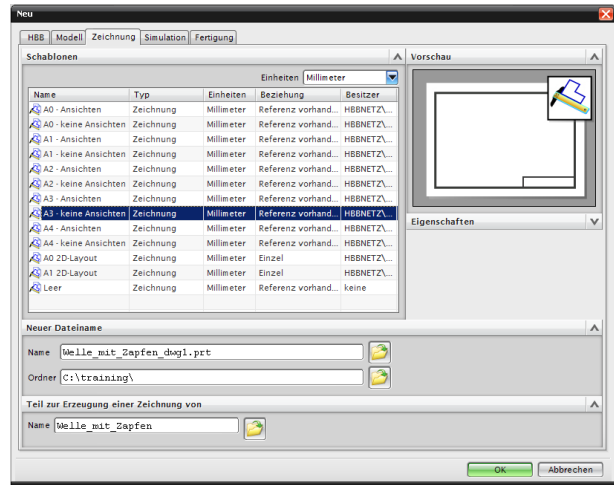 Neu
HBB Modell Zeichnung Simulation Fertigung
Schablonen
Einheiten Millimeter
Name Typ Einheiten Beziehung Besitzer
A0 - Ansichten Zeichnung Millimeter Referenz vorhand... HBBNETZ\...
A0 - keine Ansichten Zeichnung Millimeter Referenz vorhand... HBBNETZ\...
A1 - Ansichten Zeichnung Millimeter Referenz vorhand... HBBNETZ\...
A1 - keine Ansichten Zeichnung Millimeter Referenz vorhand... HBBNETZ\...
A2 - Ansichten Zeichnung Millimeter Referenz vorhand... HBBNETZ\...
A2 - keine Ansichten Zeichnung Millimeter Referenz vorhand... HBBNETZ\...
A3 - Ansichten Zeichnung Millimeter Referenz vorhand... HBBNETZ\...
A3 - keine Ansichten Zeichnung Millimeter Referenz vorhand... HBBNETZ\...
A4 - Ansichten Zeichnung Millimeter Referenz vorhand... HBBNETZ\...
A4 - keine Ansichten Zeichnung Millimeter Referenz vorhand... HBBNETZ\...
A0 2D-Layout Zeichnung Millimeter Einzel HBBNETZ\...
A1 2D-Layout Zeichnung Millimeter Einzel HBBNETZ\...
Leer Zeichnung Millimeter Referenz vorhand... keine
Vorschau
Eigenschaften
Neuer Dateiname
Name Welle_mit_Zapfen_dwg1.prt
Ordner C:\training\
Teil zur Erzeugung einer Zeichnung von
Name Welle_mit_Zapfen
OK Abbrechen